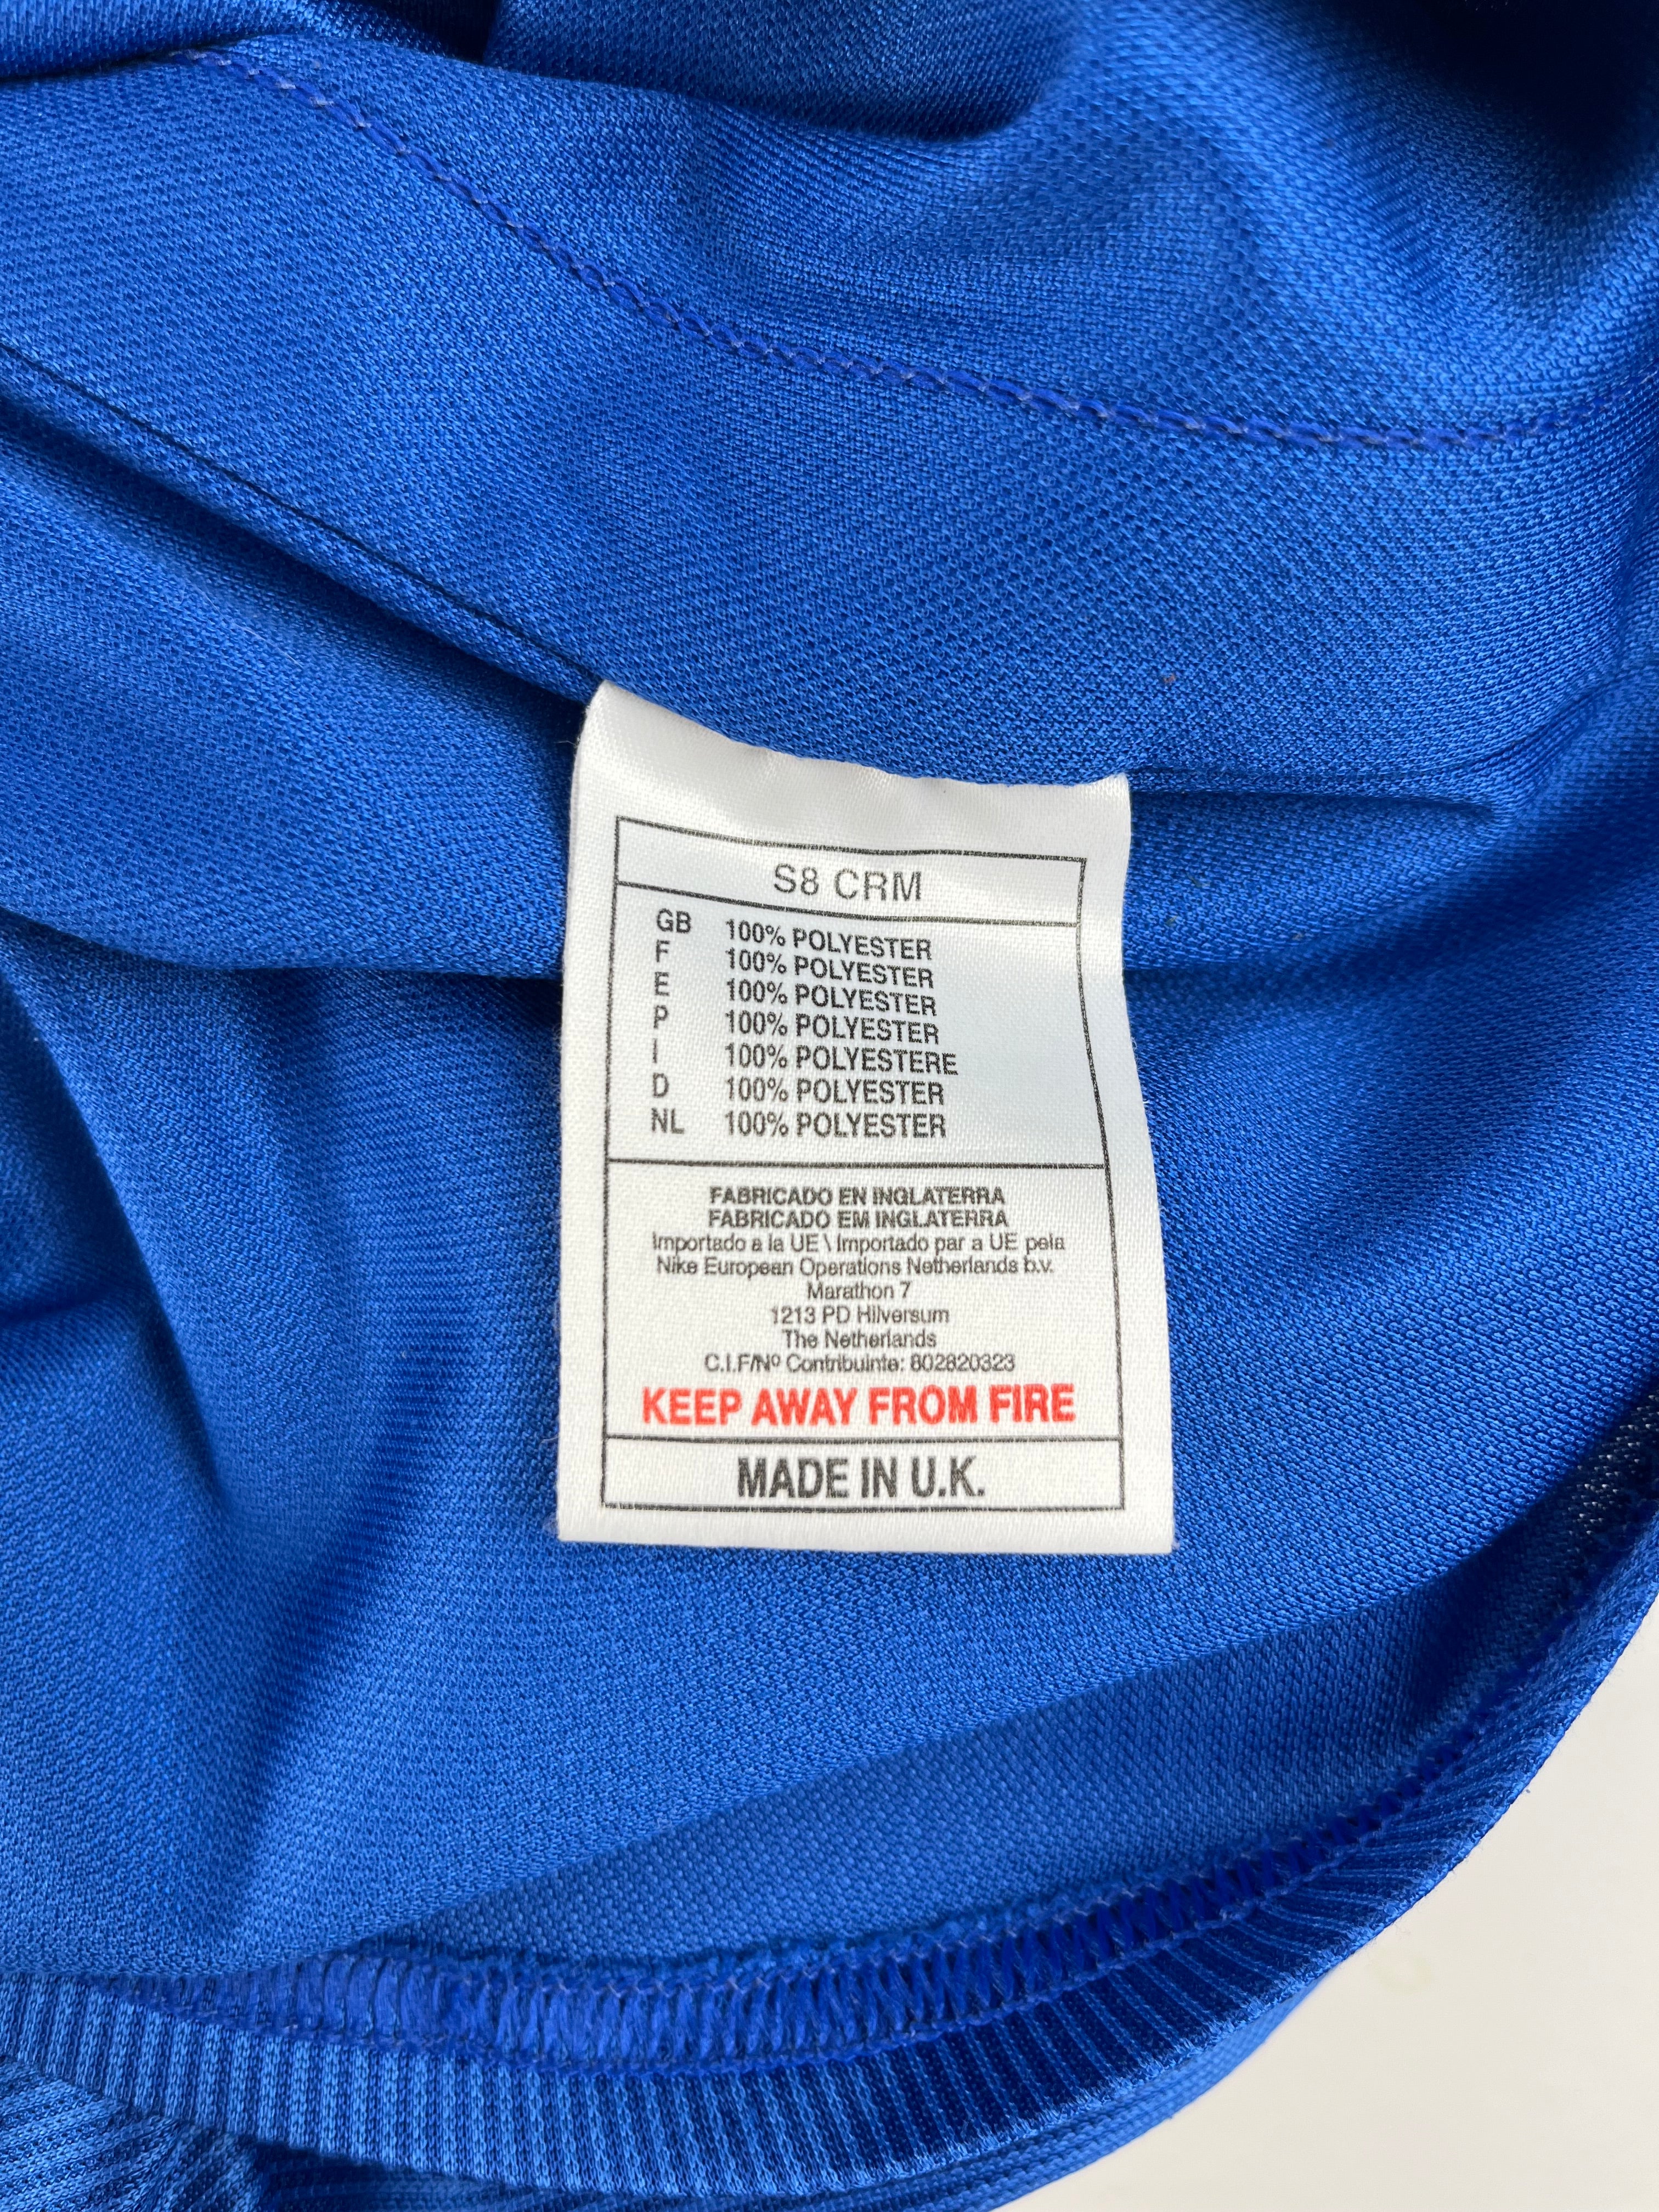 S8 CRM
GB 100% POLYESTER
F 100% POLYESTER
E 100% POLYESTER
P 100% POLYESTER
I 100% POLYESTERE
D 100% POLYESTER
NL 100% POLYESTER
FABRICADO EN INGLATERRA
FABRICADO EM INGLATERRA
Importado a la UE \ Importado par a UE pela
Nike European Operations Netherlands b.v.
Marathon 7
1213 PD Hilversum
The Netherlands
C.I.F/Nº Contribuinte: 802820323
KEEP AWAY FROM FIRE
MADE IN U.K.